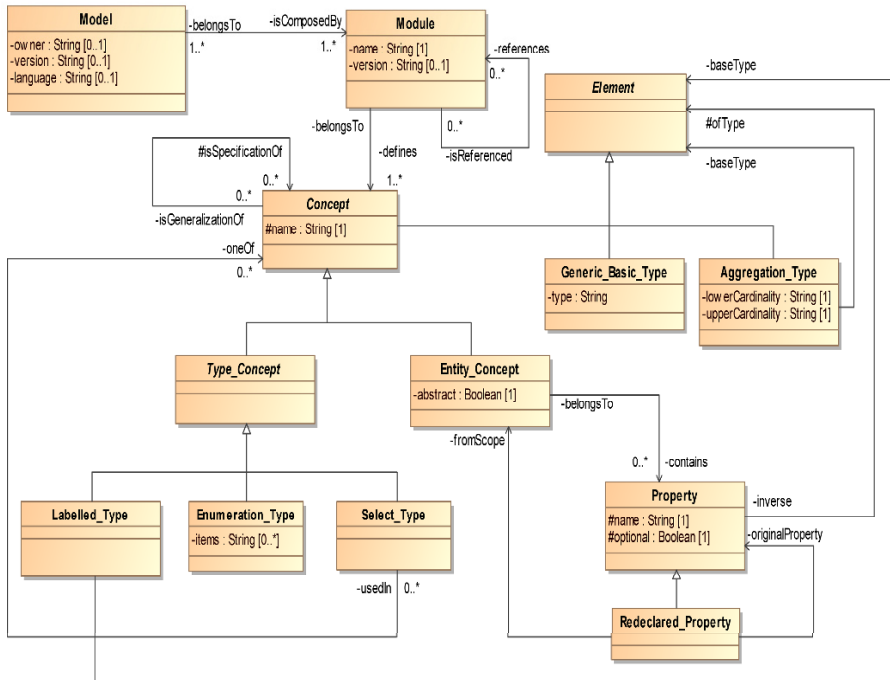 Model
-owner : String [0..1]
-version : String [0..1]
-language : String [0..1]
-belongsTo
1..*
-isComposedBy
1..*
Module
-name : String [1]
-version : String [0..1]
-references
0..*
0..*
-isReferenced
-belongsTo
-defines
1..*
Element
-baseType
#ofType
-baseType
#isSpecificationOf
0..*
0..*
-isGeneralizationOf
Concept
#name : String [1]
-oneOf
0..*
Generic_Basic_Type
-type : String
Aggregation_Type
-lowerCardinality : String [1]
-upperCardinality : String [1]
Type_Concept
Entity_Concept
-abstract : Boolean [1]
-belongsTo
-fromScope
0..*
-contains
Labelled_Type
Enumeration_Type
-items : String [0..*]
Select_Type
-usedIn
0..*
Property
#name : String [1]
#optional : Boolean [1]
-inverse
-originalProperty
Redeclared_Property